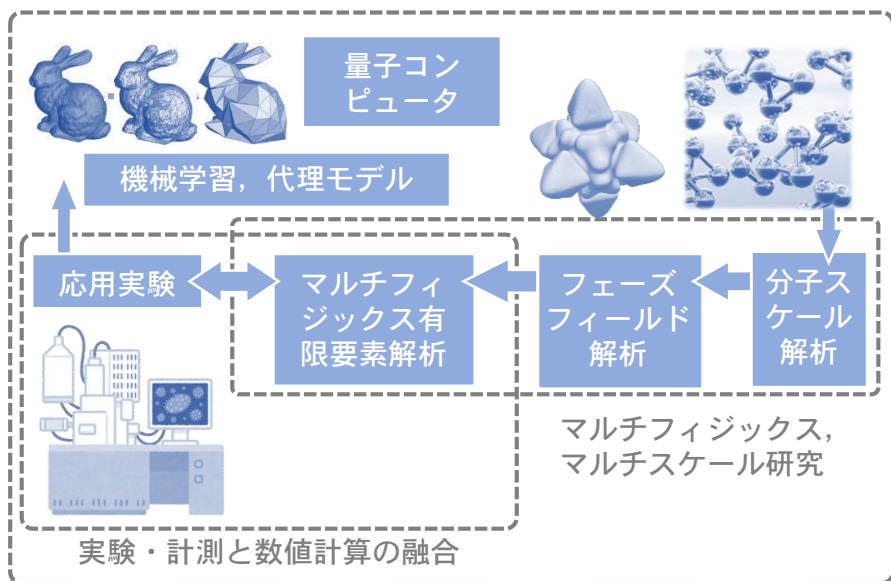 量子コン
ピュータ
機械学習，代理モデル
応用実験
マルチフィ
ジックス有
限要素解析
フェーズ
フィールド
解析
分子ス
ケール
解析
マルチフィジックス，
マルチスケール研究
実験・計測と数値計算の融合